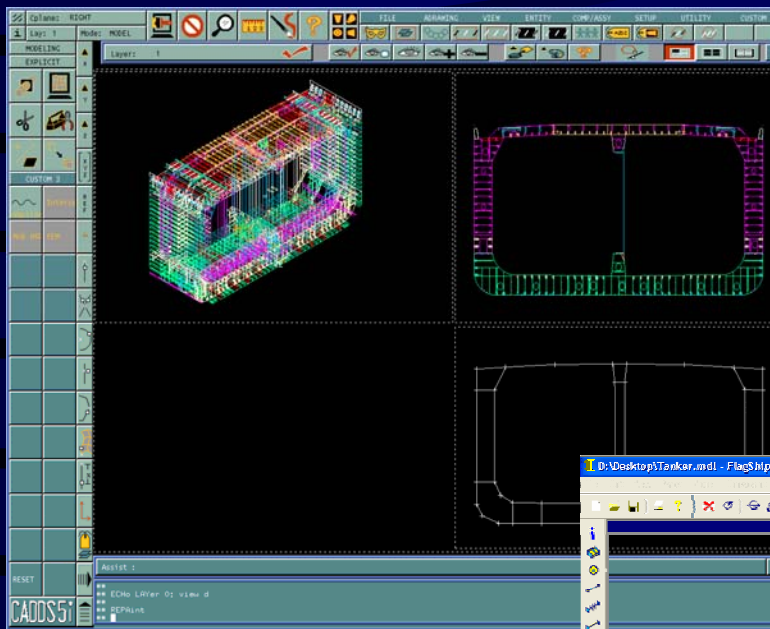 Cplane: RIGHT
FILE ADRAWING VIEW ENTITY COMP/ASSY SETUP UTILITY CUSTOM
i Lay: 1 Mode: MODEL
MODELING
EXPLICIT
Layer: 1
CUSTOM 3
D:\Desktop\Tanker.mdl - FlagShip
Assist :
RESET
**
** ECHo LAYer 0; view d
**
** REPAint
**
CADDS5i